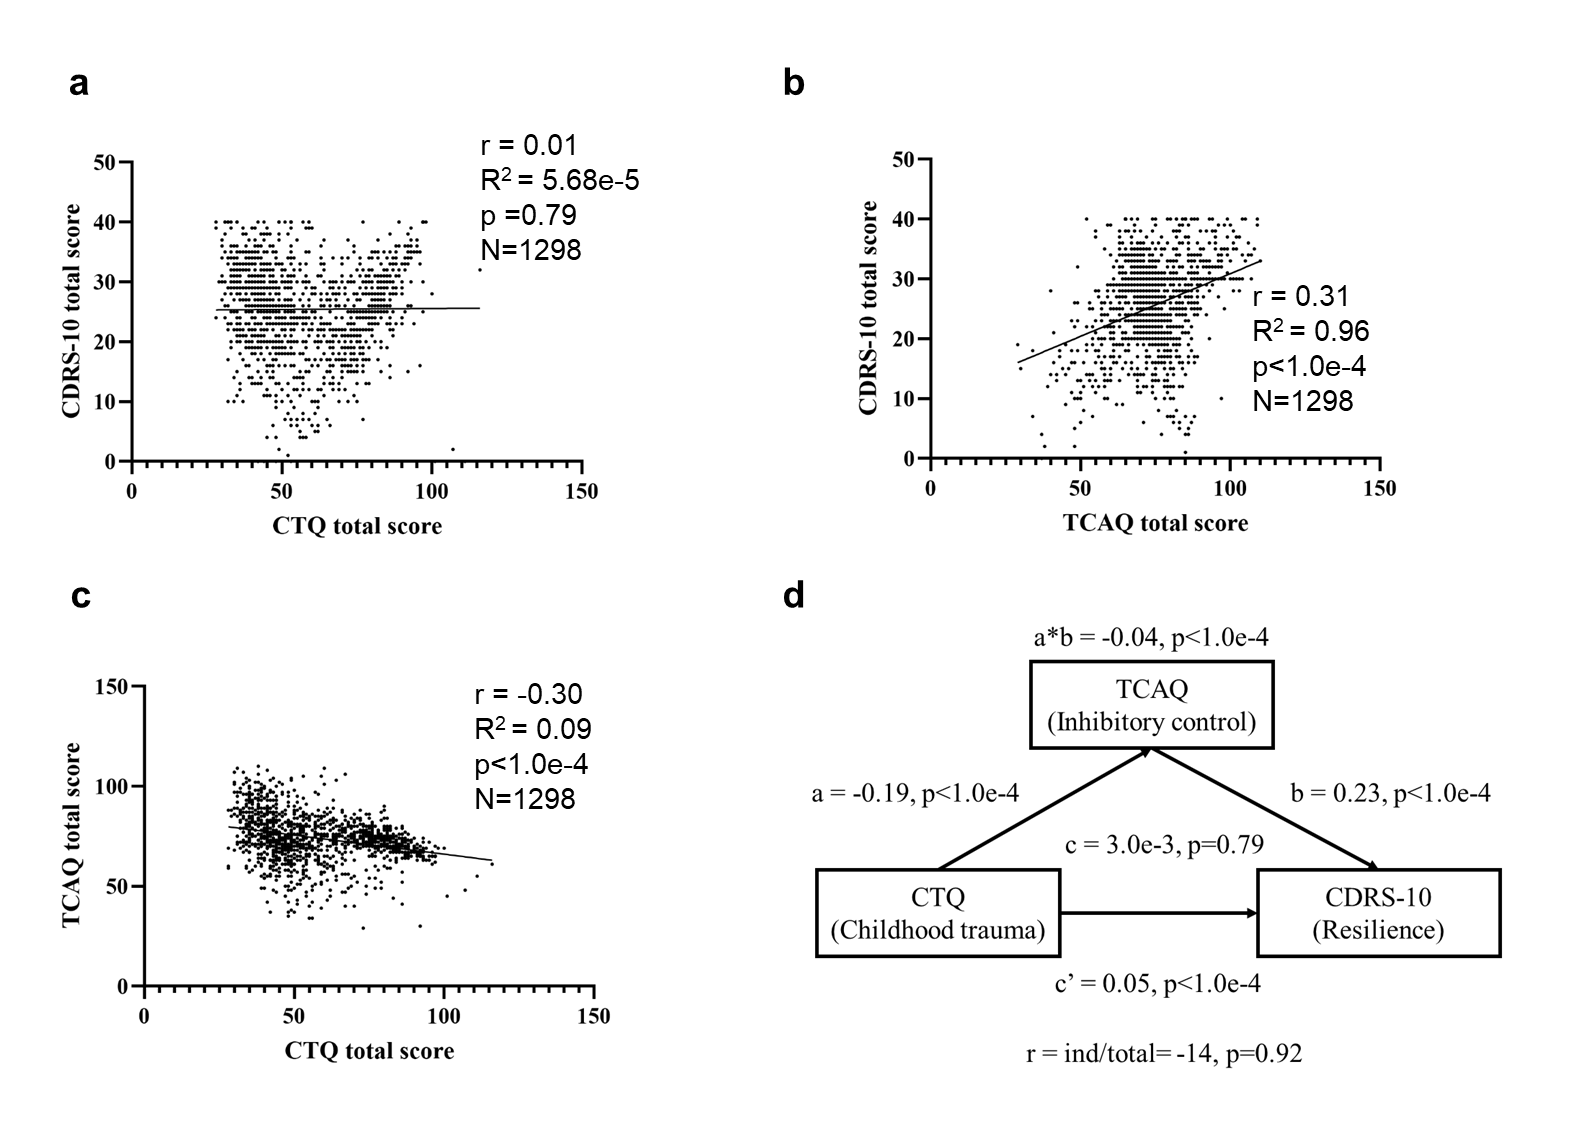 a
r = 0.01
R2 = 5.68e-5
p =0.79
N=1298
50
40
30
20
10
0
0 50 100 150
CDRS-10 total score
CTQ total score
b
50
40
30
20
10
0
0 50 100 150
CDRS-10 total score
TCAQ total score
r = 0.31
R2 = 0.96
p<1.0e-4
N=1298
c
150
100
50
0
0 50 100 150
TCAQ total score
CTQ total score
r = -0.30
R2 = 0.09
p<1.0e-4
N=1298
d
a*b = -0.04, p<1.0e-4
TCAQ
(Inhibitory control)
a = -0.19, p<1.0e-4
b = 0.23, p<1.0e-4
c = 3.0e-3, p=0.79
CTQ
(Childhood trauma)
CDRS-10
(Resilience)
c’ = 0.05, p<1.0e-4
r = ind/total= -14, p=0.92